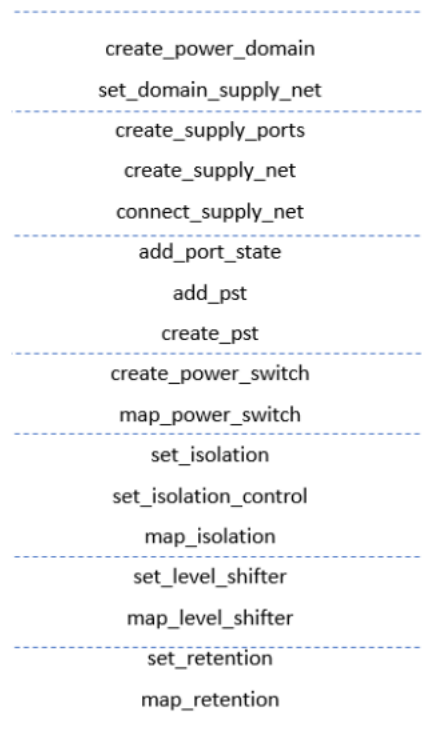 create_power_domain
set_domain_supply_net
create_supply_ports
create_supply_net
connect_supply_net
add_port_state
add_pst
create_pst
create_power_switch
map_power_switch
set_isolation
set_isolation_control
map_isolation
set_level_shifter
map_level_shifter
set_retention
map_retention